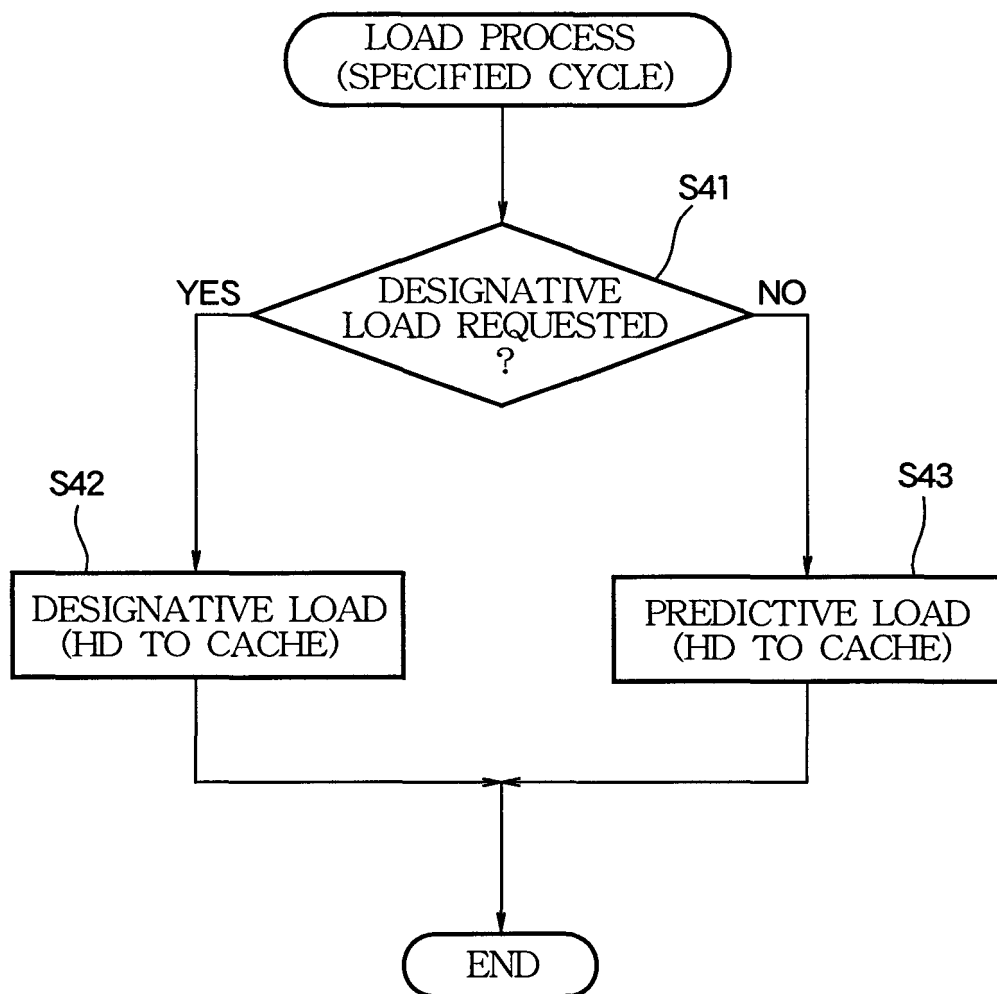 LOAD PROCESS
(SPECIFIED CYCLE)
S41
YES
DESIGNATIVE
LOAD REQUESTED
?
NO
S42
S43
DESIGNATIVE LOAD
(HD TO CACHE)
PREDICTIVE LOAD
(HD TO CACHE)
END